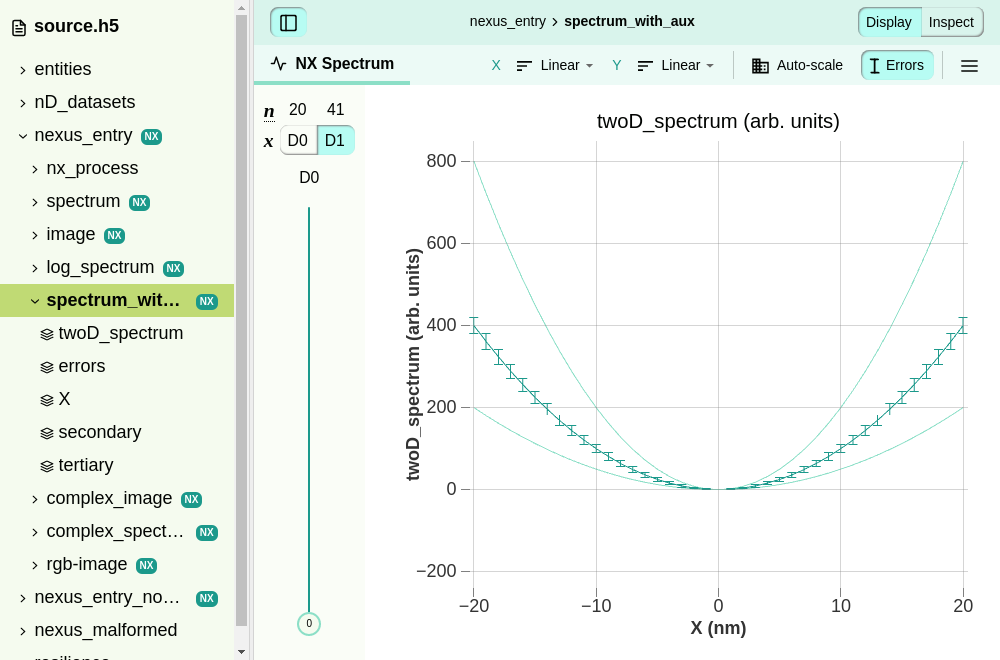 source.h5
entities
nD_datasets
nexus_entry NX
nx_process
spectrum NX
image NX
log_spectrum NX
spectrum_wit… NX
twoD_spectrum
errors
X
secondary
tertiary
complex_image NX
complex_spect… NX
rgb-image NX
nexus_entry_no… NX
nexus_malformed
resilience
nexus_entry › spectrum_with_aux
Display Inspect
NX Spectrum
X Linear Y Linear Auto-scale Errors
n 20 41
x D0 D1
D0
0
twoD_spectrum (arb. units)
800
600
400
200
0
−200
twoD_spectrum (arb. units)
−20 −10 0 10 20
X (nm)